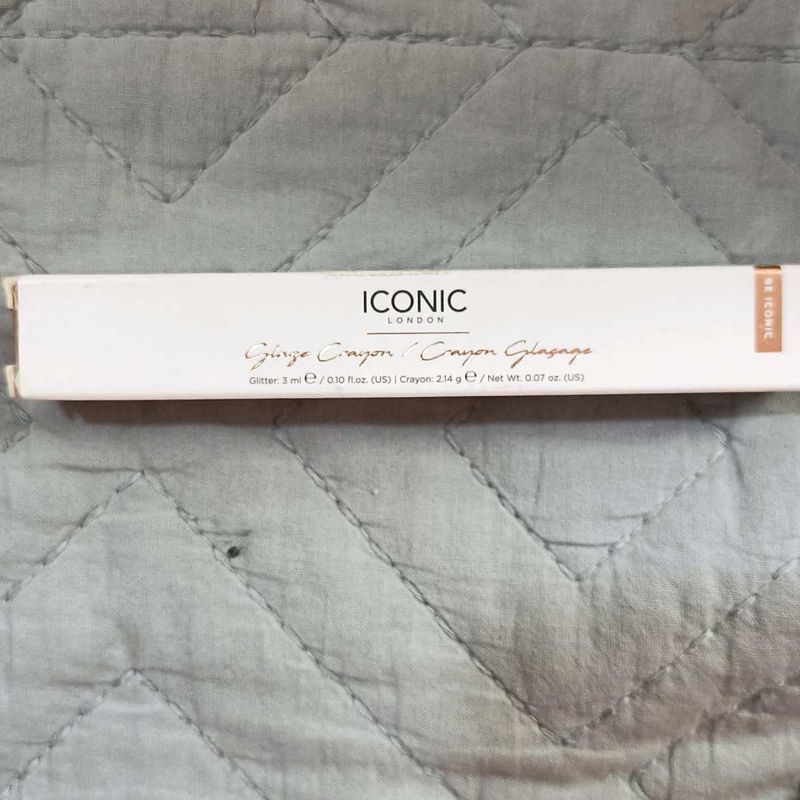 ICONIC
LONDON
Glaze Crayon / Crayon Glaçage
Glitter: 3 ml ℮ / 0.10 fl.oz. (US) | Crayon: 2.14 g ℮ / Net Wt. 0.07 oz. (US)
BE ICONIC